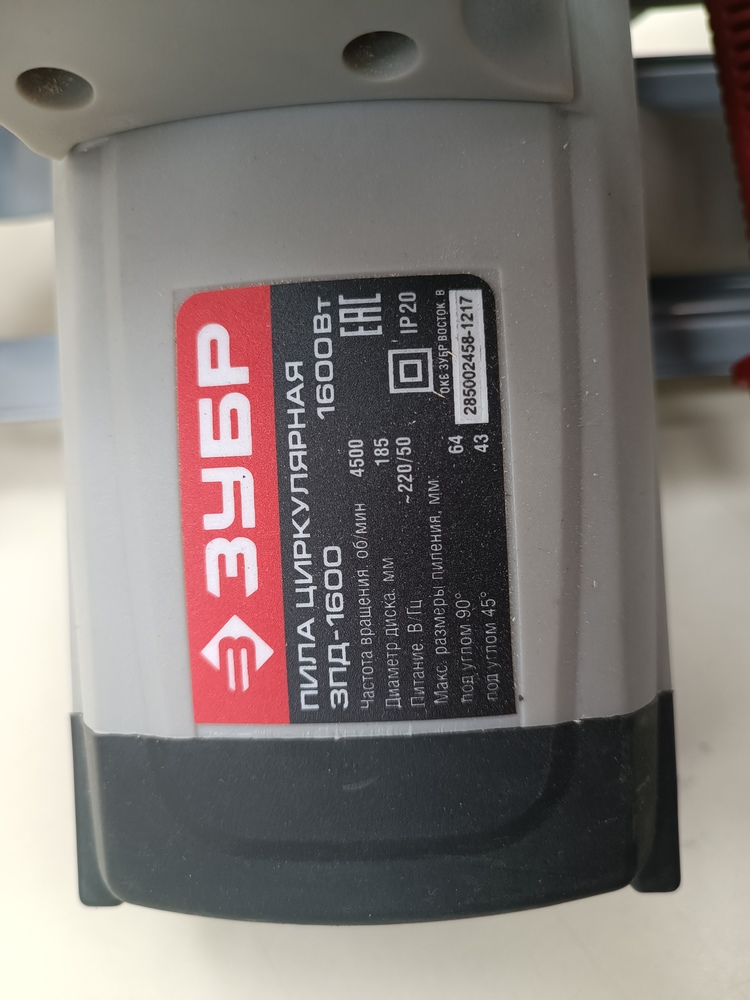 ЗУБР
ПИЛА ЦИРКУЛЯРНАЯ
ЗПД-1600 1600Вт
Частота вращения, об/мин 4500
Диаметр диска, мм 185
Питание, В/Гц ~220/50
Макс. размеры пиления, мм:
под углом 90° 64
под углом 45° 43
EAC
IP20
ЗУБР ВОСТОК. В
285002458-1217